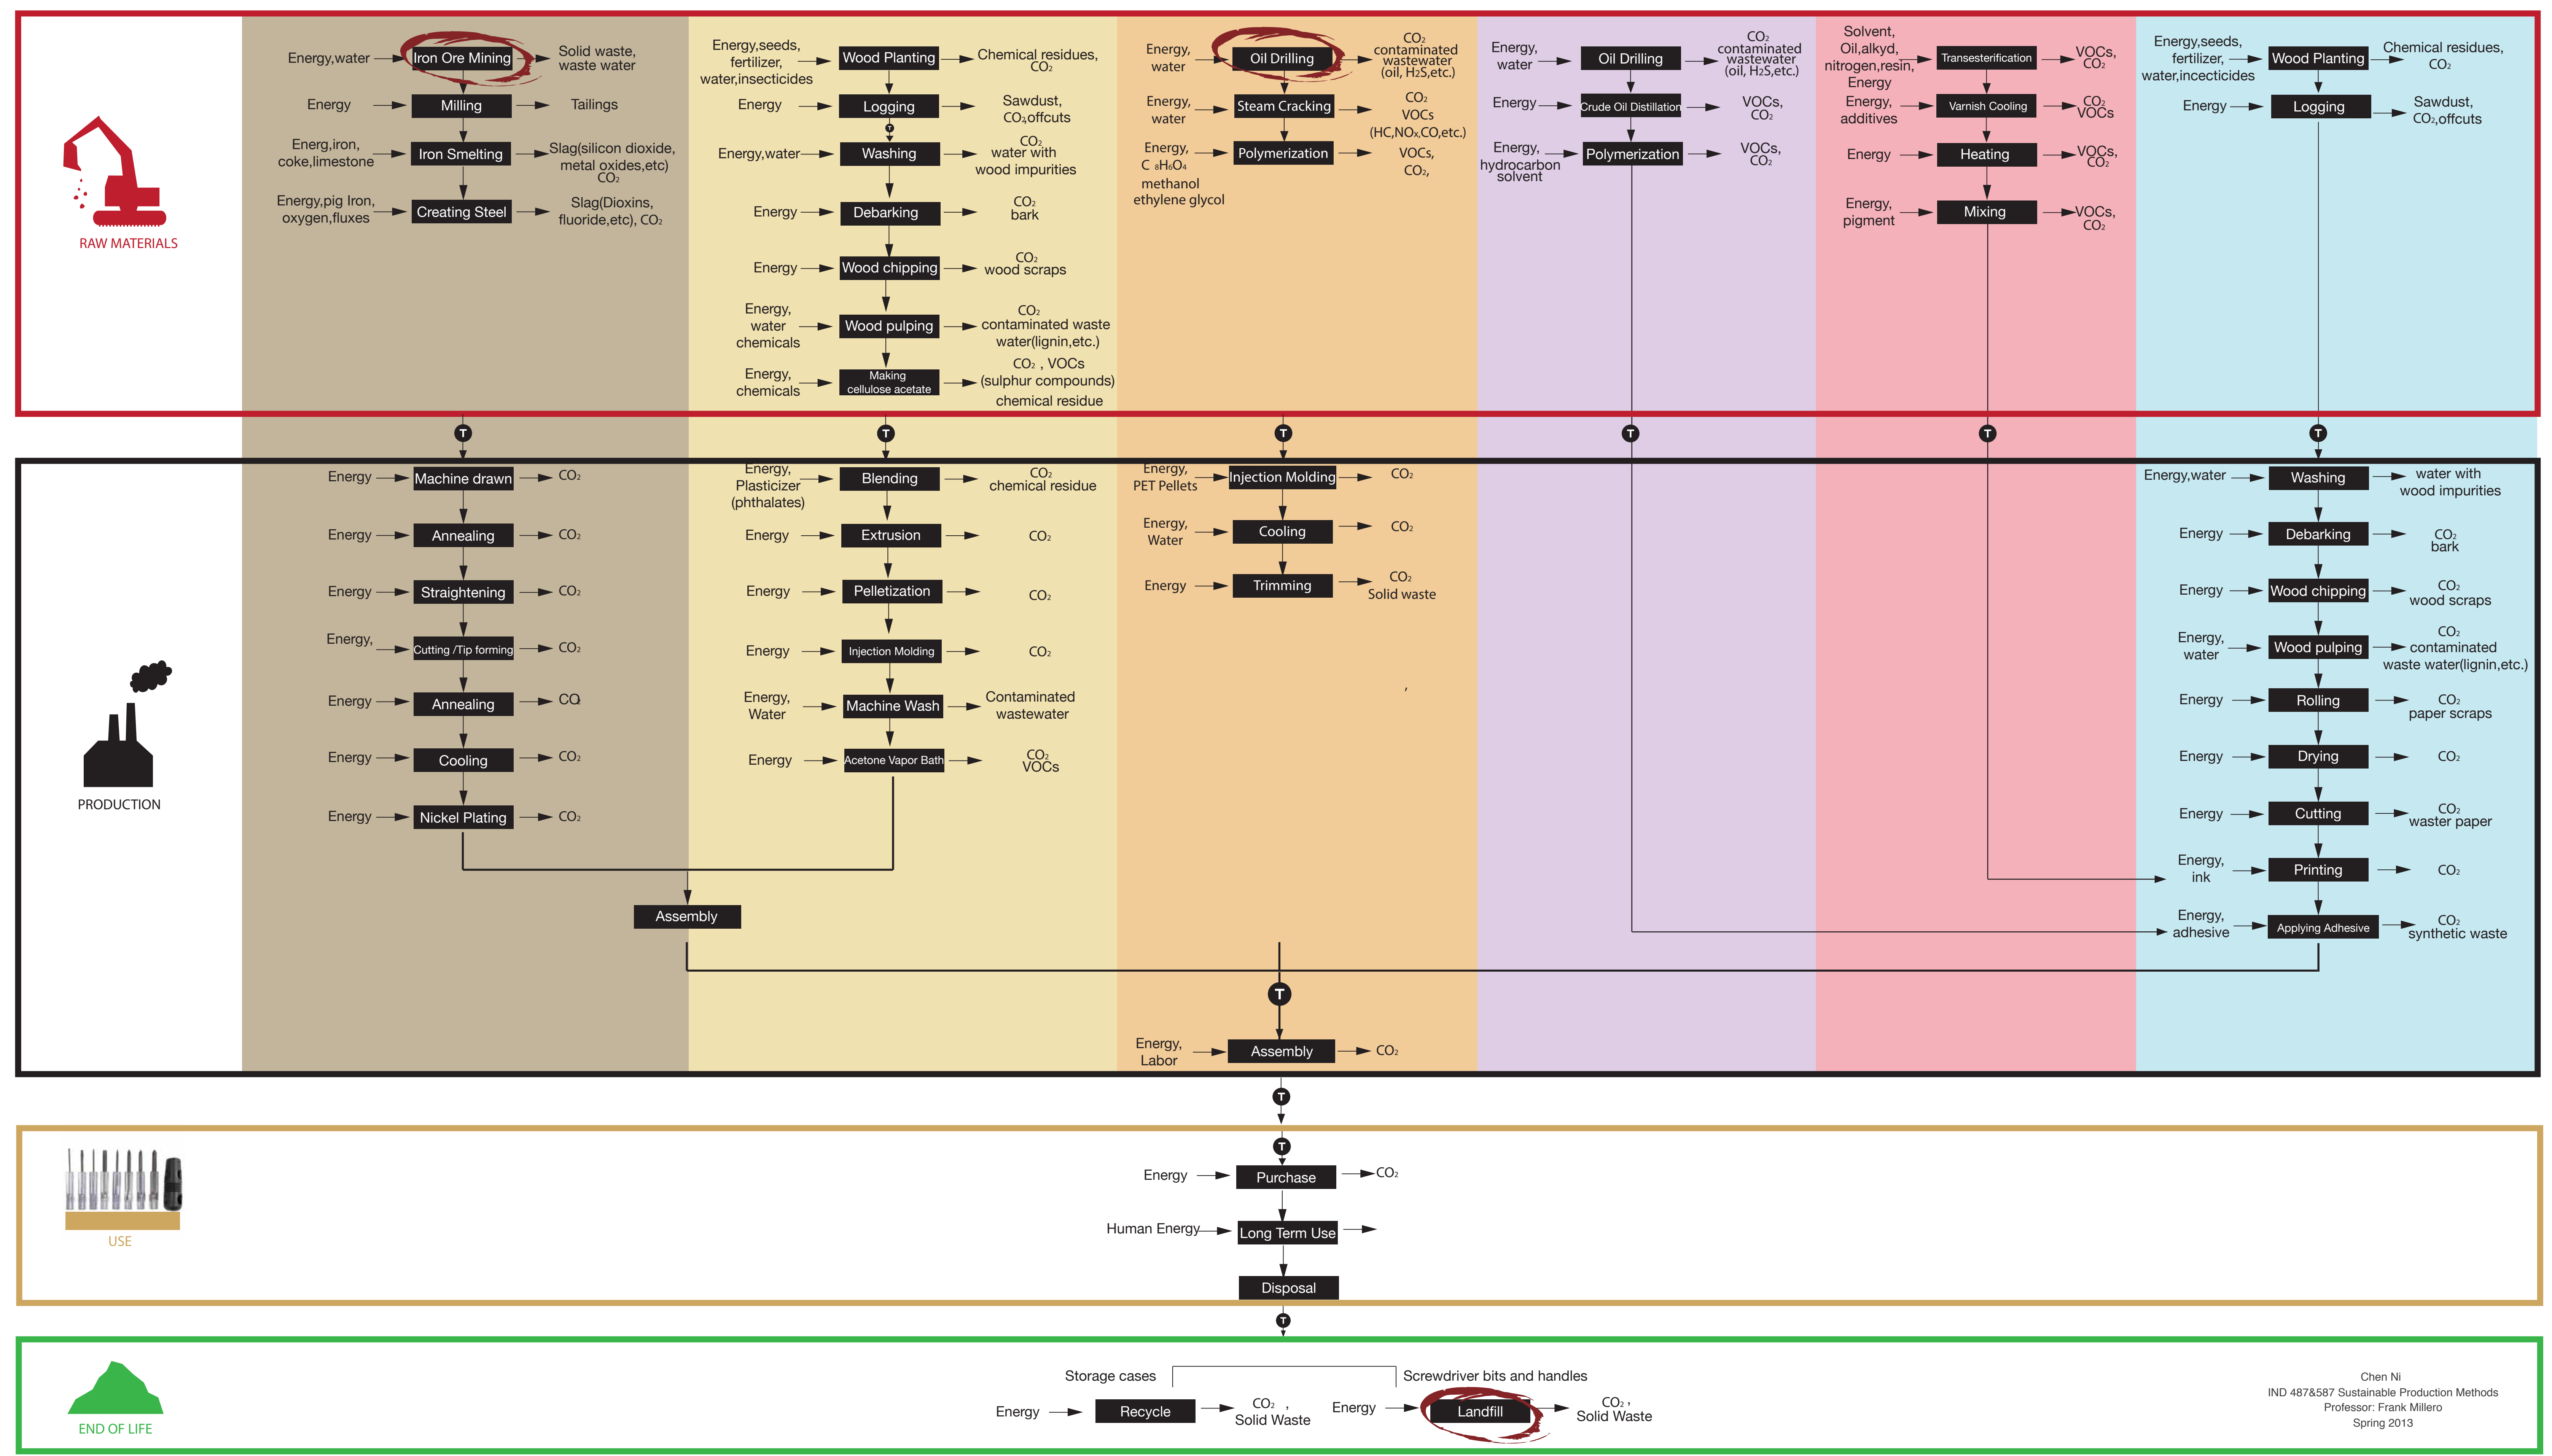 RAW MATERIALS
Energy,water
Iron Ore Mining
Solid waste,
waste water
Energy
Milling
Tailings
Energ,iron,
coke,limestone
Iron Smelting
Slag(silicon dioxide,
metal oxides,etc)
CO2
Energy,pig Iron,
oxygen,fluxes
Creating Steel
Slag(Dioxins,
fluoride,etc), CO2
Energy,seeds,
fertilizer,
water,insecticides
Wood Planting
Chemical residues,
CO2
Energy
Logging
Sawdust,
CO2,offcuts
T
Energy,water
Washing
CO2
water with
wood impurities
Energy
Debarking
CO2
bark
Energy
Wood chipping
CO2
wood scraps
Energy,
water
chemicals
Wood pulping
CO2
contaminated waste
water(lignin,etc.)
Energy,
chemicals
Making
cellulose acetate
CO2 , VOCs
(sulphur compounds)
chemical residue
Energy,
water
Oil Drilling
CO2
contaminated
wastewater
(oil, H2S,etc.)
Energy,
water
Steam Cracking
CO2
VOCs
(HC,NOx,CO,etc.)
Energy,
C 8H6O4
methanol
ethylene glycol
Polymerization
VOCs,
CO2,
Energy,
water
Oil Drilling
CO2
contaminated
wastewater
(oil, H2S,etc.)
Energy
Crude Oil Distillation
VOCs,
CO2
Energy,
hydrocarbon
solvent
Polymerization
VOCs,
CO2
Solvent,
Oil,alkyd,
nitrogen,resin,
Energy
Transesterification
VOCs,
CO2
Energy,
additives
Varnish Cooling
CO2
VOCs
Energy
Heating
VOCs,
CO2
Energy,
pigment
Mixing
VOCs,
CO2
Energy,seeds,
fertilizer,
water,incecticides
Wood Planting
Chemical residues,
CO2
Energy
Logging
Sawdust,
CO2,offcuts
T
T
T
T
T
T
PRODUCTION
Energy
Machine drawn
CO2
Energy
Annealing
CO2
Energy
Straightening
CO2
Energy,
Cutting /Tip forming
CO2
Energy
Annealing
CO2
Energy
Cooling
CO2
Energy
Nickel Plating
CO2
Energy,
Plasticizer
(phthalates)
Blending
CO2
chemical residue
Energy
Extrusion
CO2
Energy
Pelletization
CO2
Energy
Injection Molding
CO2
Energy,
Water
Machine Wash
Contaminated
wastewater
Energy
Acetone Vapor Bath
CO2
VOCs
Assembly
Energy,
PET Pellets
Injection Molding
CO2
Energy,
Water
Cooling
CO2
Energy
Trimming
CO2
Solid waste
,
Energy,water
Washing
water with
wood impurities
Energy
Debarking
CO2
bark
Energy
Wood chipping
CO2
wood scraps
Energy,
water
Wood pulping
CO2
contaminated
waste water(lignin,etc.)
Energy
Rolling
CO2
paper scraps
Energy
Drying
CO2
Energy
Cutting
CO2
waster paper
Energy,
ink
Printing
CO2
Energy,
adhesive
Applying Adhesive
CO2
synthetic waste
T
Energy,
Labor
Assembly
CO2
T
USE
T
Energy
Purchase
CO2
Human Energy
Long Term Use
Disposal
T
END OF LIFE
Storage cases
Screwdriver bits and handles
Energy
Recycle
CO2 ,
Solid Waste
Energy
Landfill
CO2 ,
Solid Waste
Chen Ni
IND 487&587 Sustainable Production Methods
Professor: Frank Millero
Spring 2013